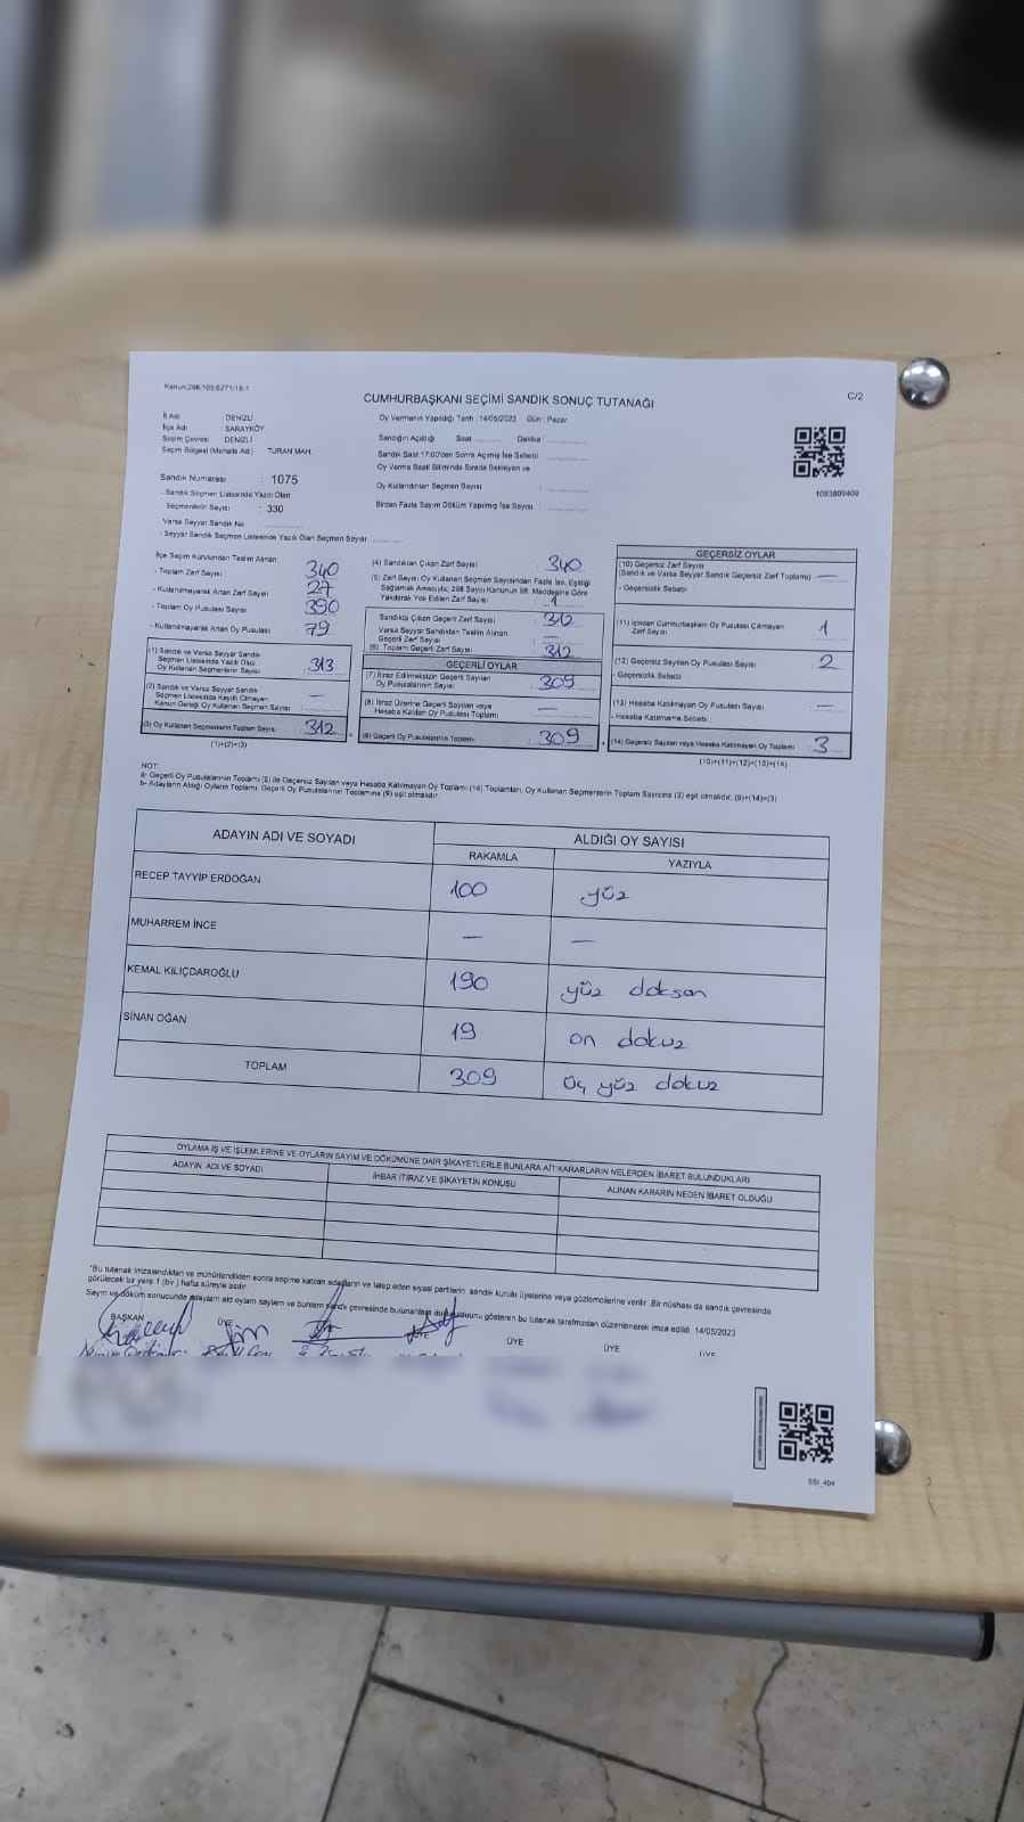 Kanun:298,103,6271/18-1
CUMHURBAŞKANI SEÇİMİ SANDIK SONUÇ TUTANAĞI
C/2
İl Adı : DENİZLİ
İlçe Adı : SARAYKÖY
Seçim Çevresi : DENİZLİ
Seçim Bölgesi (Mahalle Adı) : TURAN MAH.
Sandık Numarası : 1075
Sandık Seçmen Listesinde Yazılı Olan
Seçmenlerin Sayısı : 330
Varsa Seyyar Sandık No
Seyyar Sandık Seçmen Listesinde Yazılı Olan Seçmen Sayısı
Oy Vermenin Yapıldığı Tarih : 14/05/2023 Gün : Pazar
Sandığın Açıldığı Saat Dakika
Sandık Saat 17:00'den Sonra Açılmış İse Sebebi
Oy Verme Saati Bitiminde Sırada Bekleyen ve
Oy Kullandırılan Seçmen Sayısı
Birden Fazla Sayım Döküm Yapılmış İse Sayısı
1093809409
İlçe Seçim Kurulundan Teslim Alınan
- Toplam Zarf Sayısı 340
- Kullanılmayarak Artan Zarf Sayısı 27
- Toplam Oy Pusulası Sayısı 390
- Kullanılmayarak Artan Oy Pusulası 79
(1) Sandık ve Varsa Seyyar Sandık
Seçmen Listesinde Yazılı Olup
Oy Kullanan Seçmenlerin Sayısı 313
(2) Sandık ve Varsa Seyyar Sandık
Seçmen Listesinde Kaydı Olmayan
Kanun Gereği Oy Kullanan Seçmen Sayısı —
(3) Oy Kullanan Seçmenlerin Toplam Sayısı 312
(1)+(2)=(3)
(4) Sandıktan Çıkan Zarf Sayısı 340
(5) Zarf Sayısı Oy Kullanan Seçmen Sayısından Fazla İse, Eşitliği
Sağlamak Amacıyla, 298 Sayılı Kanunun 98. Maddesine Göre
Yakılarak Yok Edilen Zarf Sayısı 1
Sandıkta Çıkan Geçerli Zarf Sayısı 312
Varsa Seyyar Sandıktan Teslim Alınan
Geçerli Zarf Sayısı —
(6) Toplam Geçerli Zarf Sayısı 312
GEÇERLİ OYLAR
(7) İtiraz Edilmeksizin Geçerli Sayılan
Oy Pusulalarının Sayısı 309
(8) İtiraz Üzerine Geçerli Sayılan veya
Hesaba Katılan Oy Pusulası Toplamı —
(9) Geçerli Oy Pusulalarının Toplamı 309
GEÇERSİZ OYLAR
(10) Geçersiz Zarf Sayısı
(Sandık ve Varsa Seyyar Sandık Geçersiz Zarf Toplamı) —
- Geçersizlik Sebebi
(11) İçinden Cumhurbaşkanı Oy Pusulası Çıkmayan
Zarf Sayısı 1
(12) Geçersiz Sayılan Oy Pusulası Sayısı 2
- Geçersizlik Sebebi
(13) Hesaba Katılmayan Oy Pusulası Sayısı —
- Hesaba Katılmama Sebebi
(14) Geçersiz Sayılan veya Hesaba Katılmayan Oy Toplamı 3
(10)+(11)+(12)+(13)=(14)
NOT:
a- Geçerli Oy Pusulalarının Toplamı (9) ile Geçersiz Sayılan veya Hesaba Katılmayan Oy Toplamı (14) Toplamları, Oy Kullanan Seçmenlerin Toplam Sayısına (3) eşit olmalıdır. (9)+(14)=(3)
b- Adayların Aldığı Oyların Toplamı, Geçerli Oy Pusulalarının Toplamına (9) eşit olmalıdır.
ADAYIN ADI VE SOYADI ALDIĞI OY SAYISI
RAKAMLA YAZIYLA
RECEP TAYYİP ERDOĞAN 100 yüz
MUHARREM İNCE — —
KEMAL KILIÇDAROĞLU 190 yüz doksan
SİNAN OĞAN 19 on dokuz
TOPLAM 309 üç yüz dokuz
OYLAMA İŞ VE İŞLEMLERİNE VE OYLARIN SAYIM VE DÖKÜMÜNE DAİR ŞİKAYETLERLE BUNLARA AİT KARARLARIN NELERDEN İBARET BULUNDUKLARI
ADAYIN ADI VE SOYADI İHBAR İTİRAZ VE ŞİKAYETİN KONUSU ALINAN KARARIN NEDEN İBARET OLDUĞU
"Bu tutanak imzalandıktan ve mühürlendikten sonra seçime katılan adayların ve talep eden siyasi partilerin sandık kurulu üyelerine veya gözlemcilerine verilir. Bir nüshası da sandık çevresinde
görülecek bir yere 1 (bir) hafta süreyle asılır.
Sayım ve döküm sonucunda adayların aldığı oyların sayısını ve bunların sandık çevresinde gösteren bu tutanak tarafımızdan düzenlenerek imza edildi. 14/05/2023
BAŞKAN ÜYE ÜYE ÜYE ÜYE